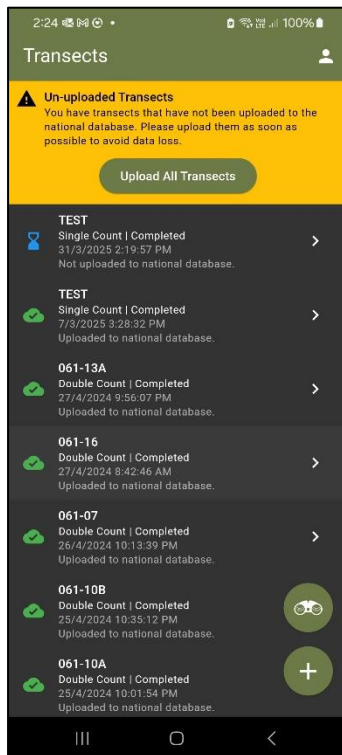 2:24
100%
Transects
Un-uploaded Transects
You have transects that have not been uploaded to the
national database. Please upload them as soon as
possible to avoid data loss.
Upload All Transects
TEST
Single Count | Completed
31/3/2025 2:19:57 PM
Not uploaded to national database.
TEST
Single Count | Completed
7/3/2025 3:28:32 PM
Uploaded to national database.
061-13A
Double Count | Completed
27/4/2024 9:56:07 PM
Uploaded to national database.
061-16
Double Count | Completed
27/4/2024 8:42:46 AM
Uploaded to national database.
061-07
Double Count | Completed
26/4/2024 10:13:39 PM
Uploaded to national database.
061-10B
Double Count | Completed
25/4/2024 10:35:12 PM
Uploaded to national database.
061-10A
Double Count | Completed
25/4/2024 10:01:54 PM
Uploaded to national database.